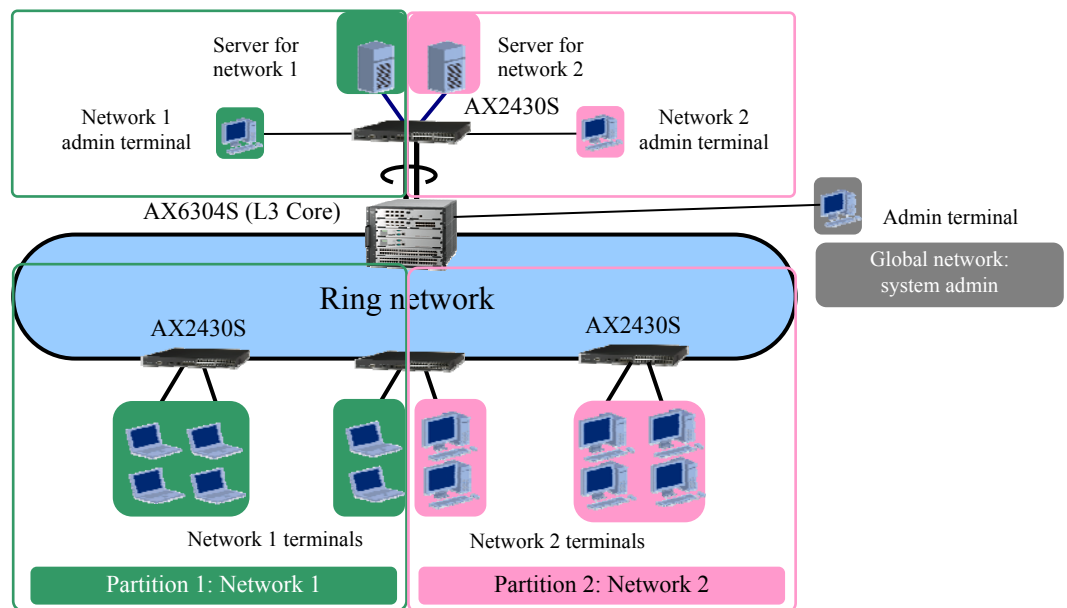 Server for
network 1
Server for
network 2
AX2430S
Network 1
admin terminal
Network 2
admin terminal
AX6304S (L3 Core)
Admin terminal
Global network:
system admin
Ring network
AX2430S
AX2430S
Network 1 terminals
Network 2 terminals
Partition 1: Network 1
Partition 2: Network 2